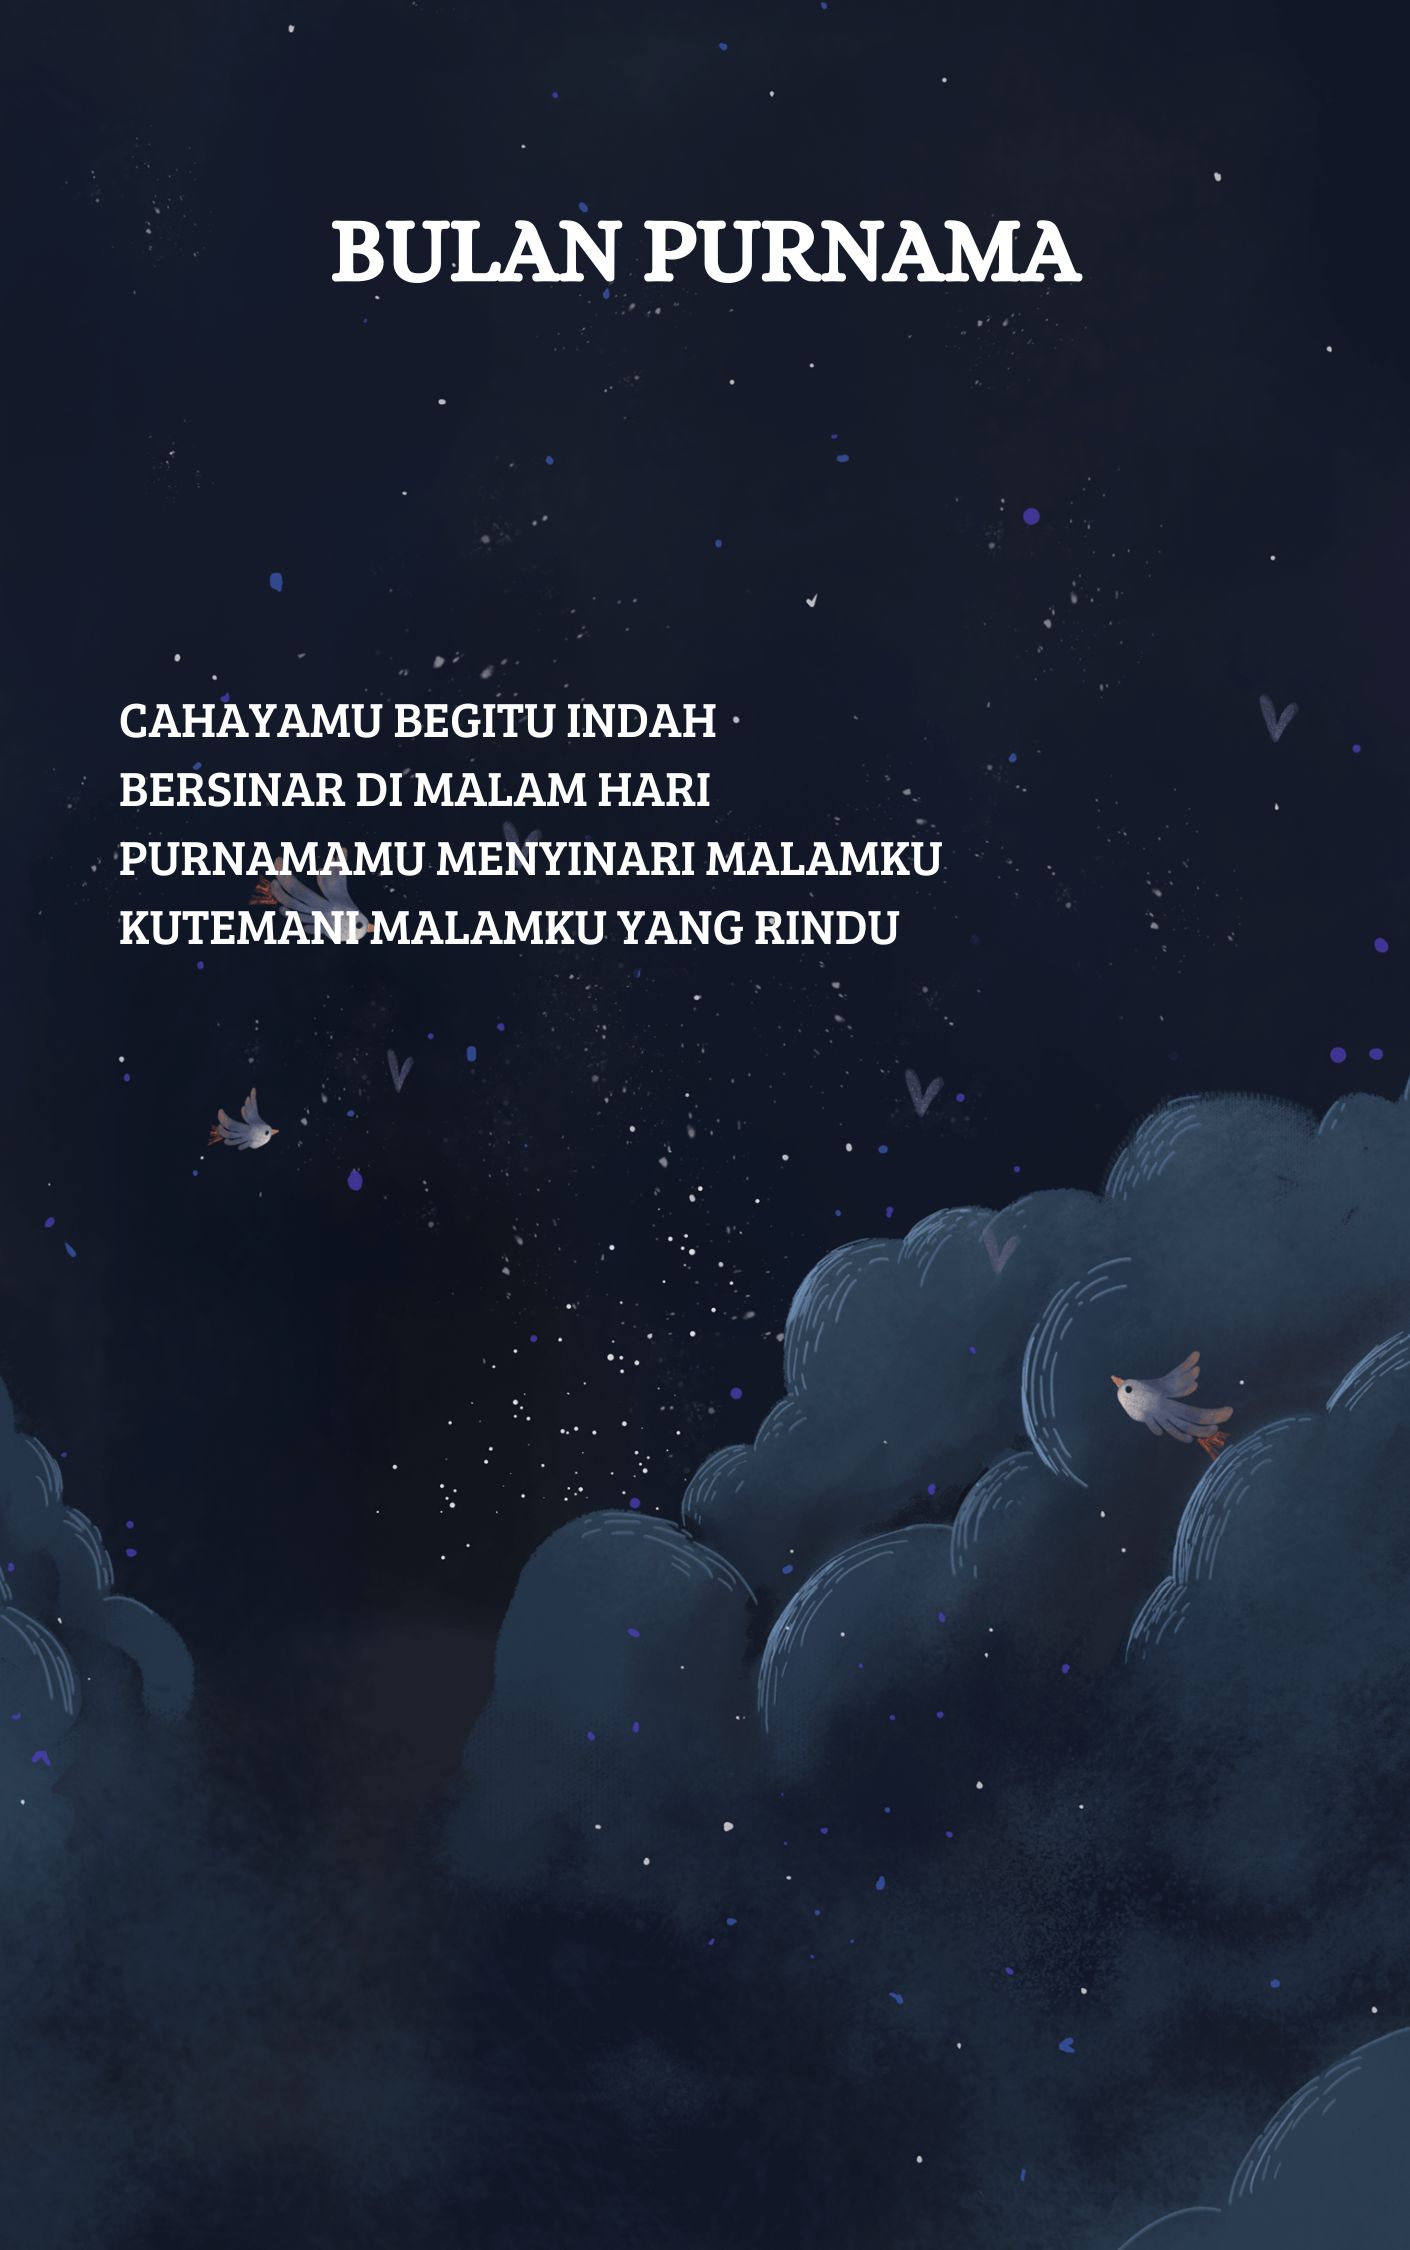 BULAN PURNAMA
CAHAYAMU BEGITU INDAH
BERSINAR DI MALAM HARI
PURNAMAMU MENYINARI MALAMKU
KUTEMANI MALAMKU YANG RINDU